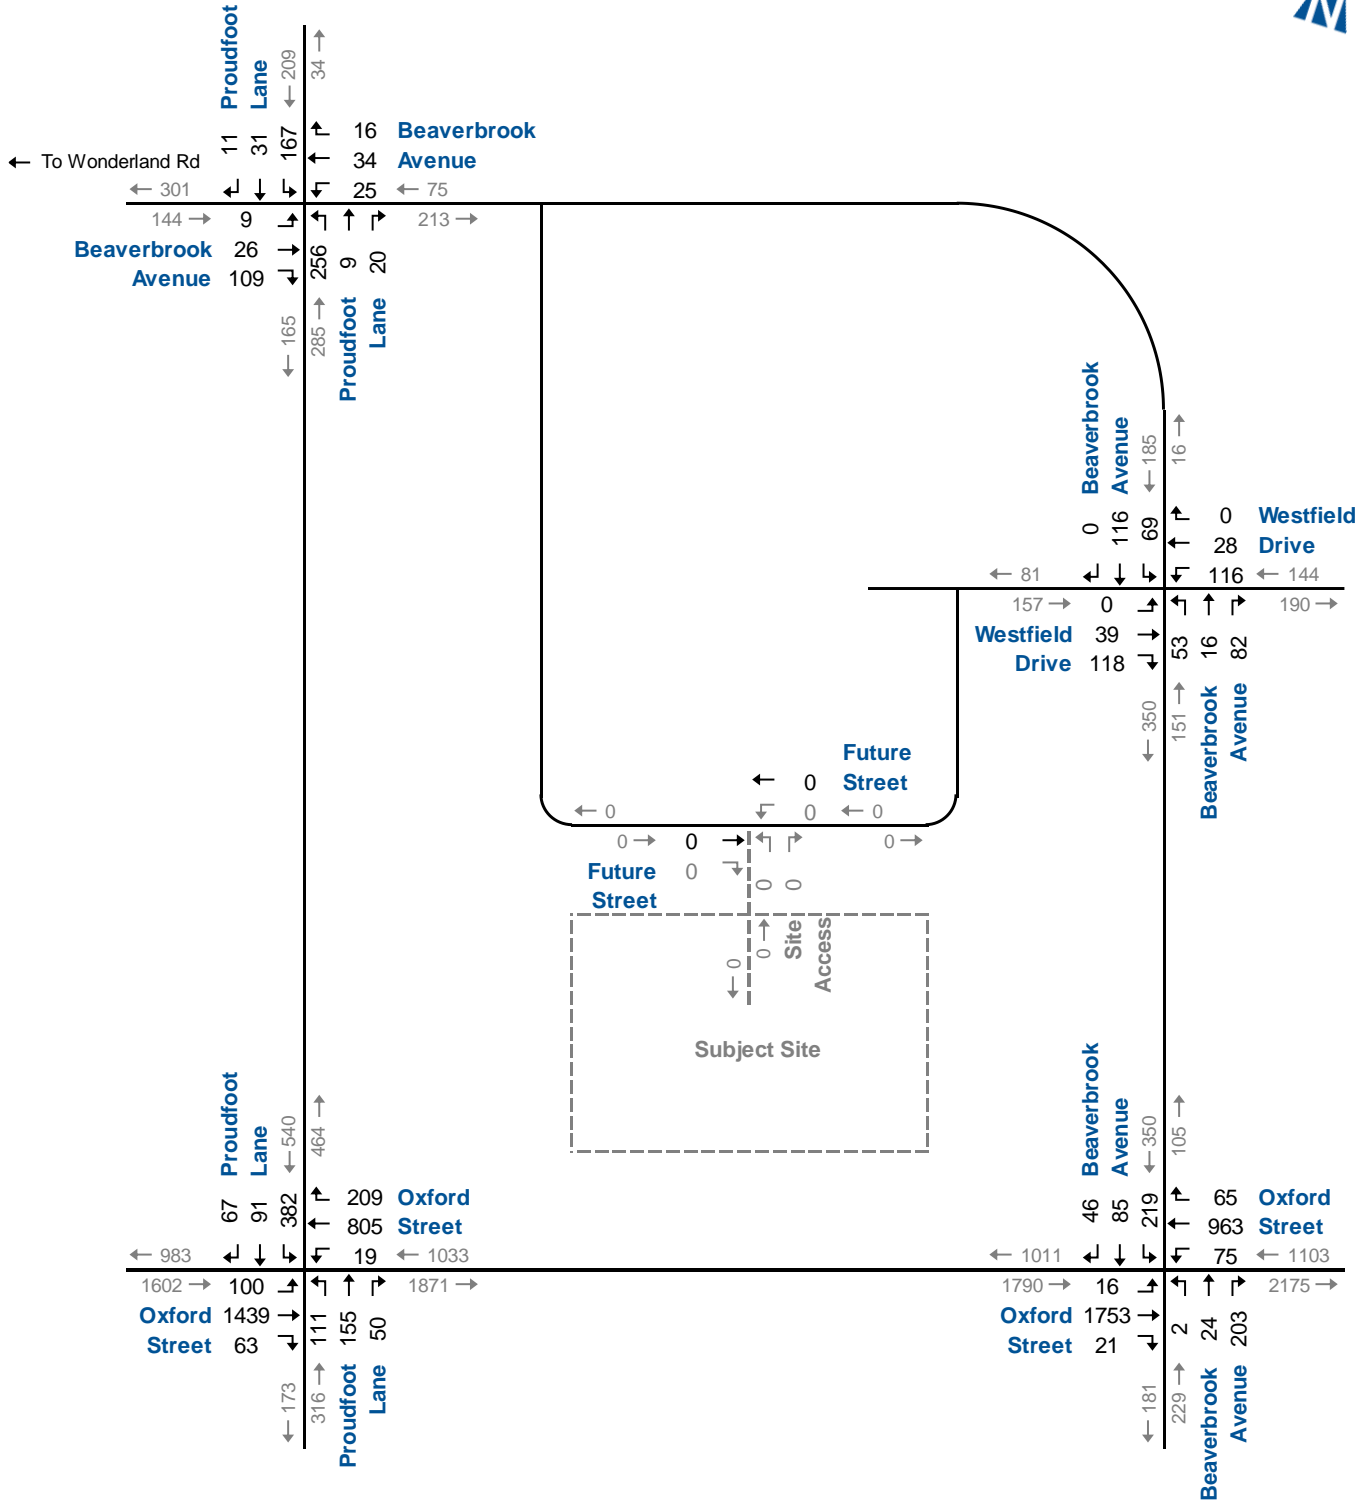 N
Proudfoot
Lane
209
34
11
31
167
16
Beaverbrook
34
Avenue
25
75
To Wonderland Rd
301
144
9
213
Beaverbrook
26
Avenue
109
256
9
20
165
285
Proudfoot
Lane
Beaverbrook
Avenue
185
16
0
116
69
0
Westfield
28
Drive
116
144
81
157
0
190
Westfield
39
Drive
118
53
16
82
350
151
Beaverbrook
Avenue
Future
0
Street
0
0
0
0
0
0
Future
0
Street
0
0
0
0
Site
Access
Subject Site
Proudfoot
Lane
540
464
67
91
382
209
Oxford
805
Street
19
1033
983
1602
100
1871
Oxford
1439
Street
63
111
155
50
173
316
Proudfoot
Lane
Beaverbrook
Avenue
350
105
46
85
219
65
Oxford
963
Street
75
1103
1011
1790
16
2175
Oxford
1753
Street
21
2
24
203
181
229
Beaverbrook
Avenue